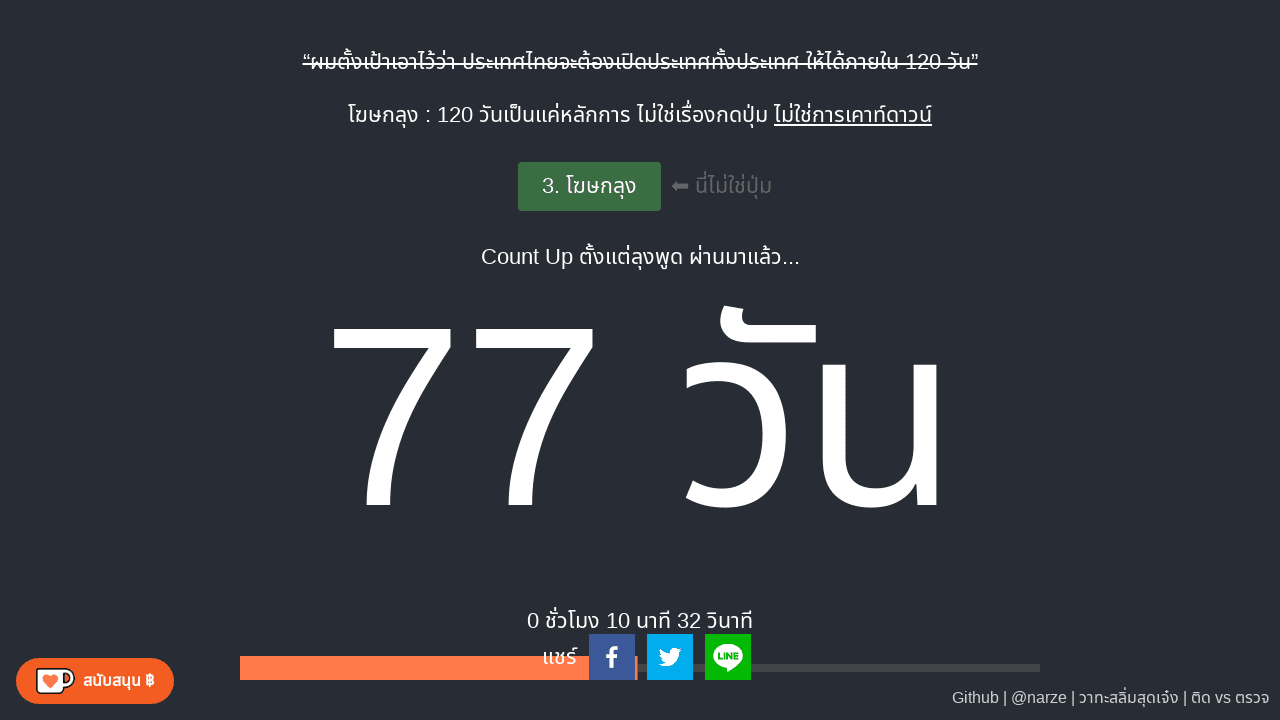 “ผมตั้งเป้าเอาไว้ว่า ประเทศไทยจะต้องเปิดประเทศทั้งประเทศ ให้ได้ภายใน 120 วัน”
โฆษกลุง : 120 วันเป็นแค่หลักการ ไม่ใช่เรื่องกดปุ่ม ไม่ใช่การเคาท์ดาวน์
3. โฆษกลุง ⬅ นี่ไม่ใช่ปุ่ม
Count Up ตั้งแต่ลุงพูด ผ่านมาแล้ว...
77 วัน
0 ชั่วโมง 10 นาที 32 วินาที
แชร์ LINE
สนับสนุน ฿
Github | @narze | วาทะสลิ่มสุดเจ๋ง | ติด vs ตรวจ